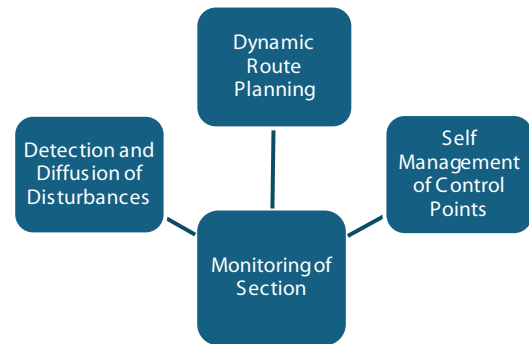 Dynamic
Route
Planning
Detection and
Diffusion of
Disturbances
Self
Management
of Control
Points
Monitoring of
Section